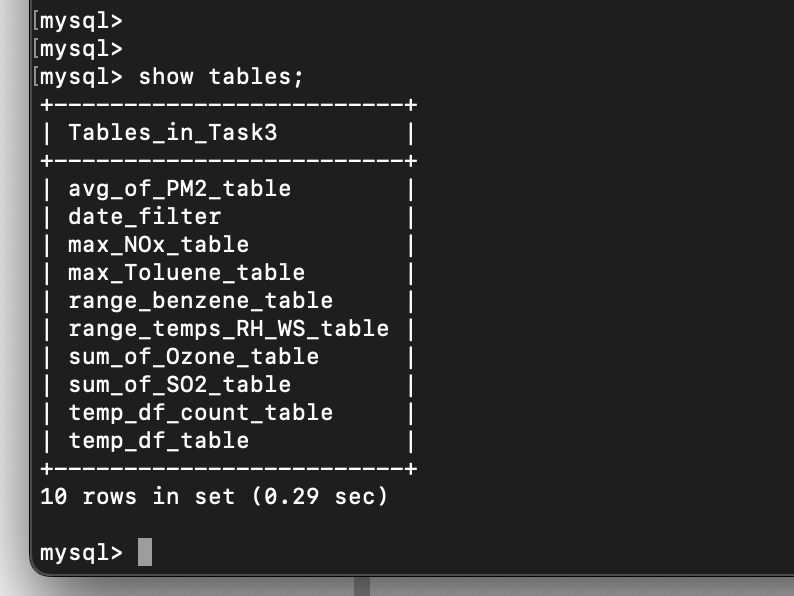 [mysql>
[mysql>
[mysql> show tables;
+-------------------------+
| Tables_in_Task3         |
+-------------------------+
| avg_of_PM2_table        |
| date_filter             |
| max_NOx_table           |
| max_Toluene_table       |
| range_benzene_table     |
| range_temps_RH_WS_table |
| sum_of_Ozone_table      |
| sum_of_SO2_table        |
| temp_df_count_table     |
| temp_df_table           |
+-------------------------+
10 rows in set (0.29 sec)
mysql>